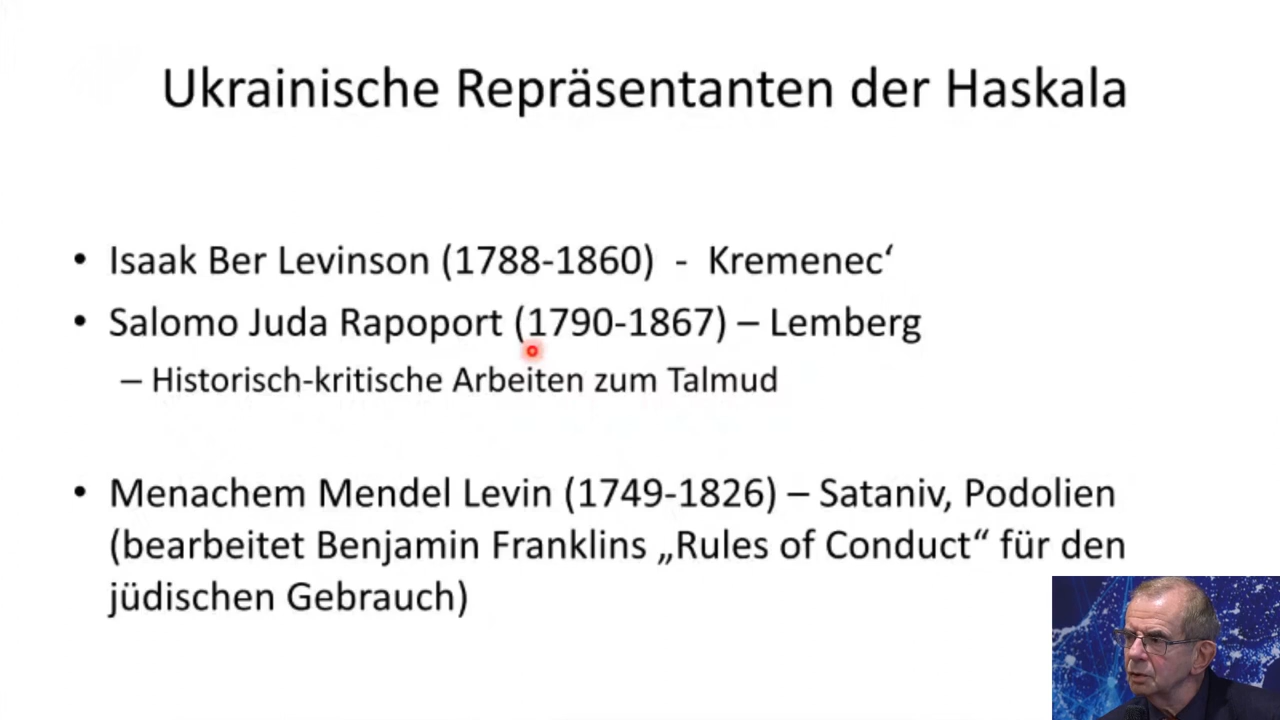 Ukrainische Repräsentanten der Haskala
• Isaak Ber Levinson (1788-1860) - Kremenec‘
• Salomo Juda Rapoport (1790-1867) – Lemberg
– Historisch-kritische Arbeiten zum Talmud
• Menachem Mendel Levin (1749-1826) – Sataniv, Podolien
(bearbeitet Benjamin Franklins „Rules of Conduct“ für den
jüdischen Gebrauch)